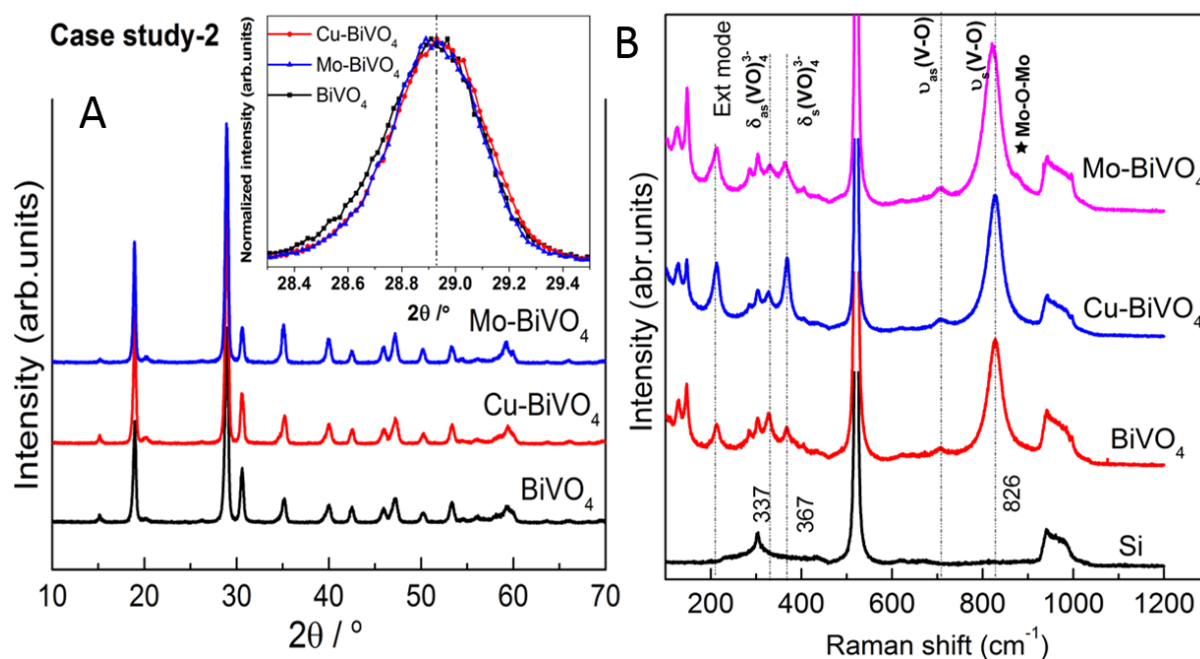 Case study-2
A
Normalized intensity (arb.units)
Cu-BiVO4
Mo-BiVO4
BiVO4
28.4 28.6 28.8 29.0 29.2 29.4
2θ /°
Intensity (arb.units)
Mo-BiVO4
Cu-BiVO4
BiVO4
10 20 30 40 50 60 70
2θ / °
B
Intensity (abr.units)
Ext mode
δas(VO)4 3-
δs(VO)4 3-
υas(V-O)
υs(V-O)
★ Mo-O-Mo
Mo-BiVO4
Cu-BiVO4
BiVO4
337
367
826
Si
200 400 600 800 1000 1200
Raman shift (cm-1)